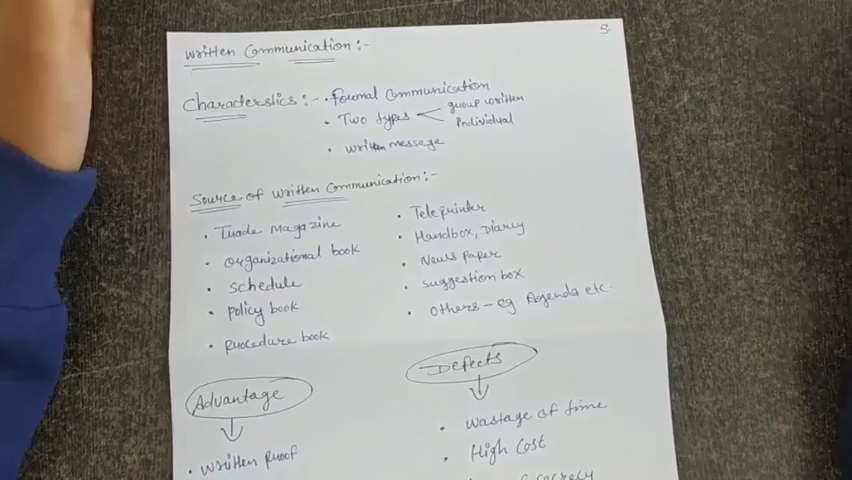 5
Written Communication:-
Characterstics:- • Formal Communication
• Two types < group written
Individual
• written message
Source of written Communication:-
• Trade Magazine
• Organizational book
• Schedule
• Policy book
• Procedure book
• Teleprinter
• Handbox, Diary
• News Paper
• Suggestion box
• Others - eg Agenda etc.
Advantage
• Written Proof
Defects
• Wastage of time
• High Cost